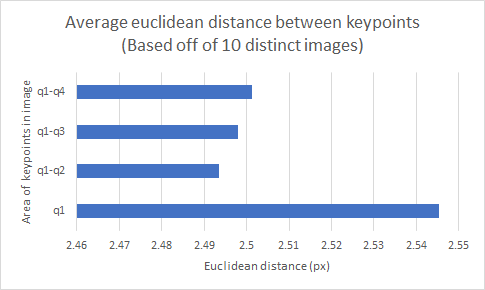 Average euclidean distance between keypoints
(Based off of 10 distinct images)
Area of keypoints in image
q1-q4
q1-q3
q1-q2
q1
2.46 2.47 2.48 2.49 2.5 2.51 2.52 2.53 2.54 2.55
Euclidean distance (px)